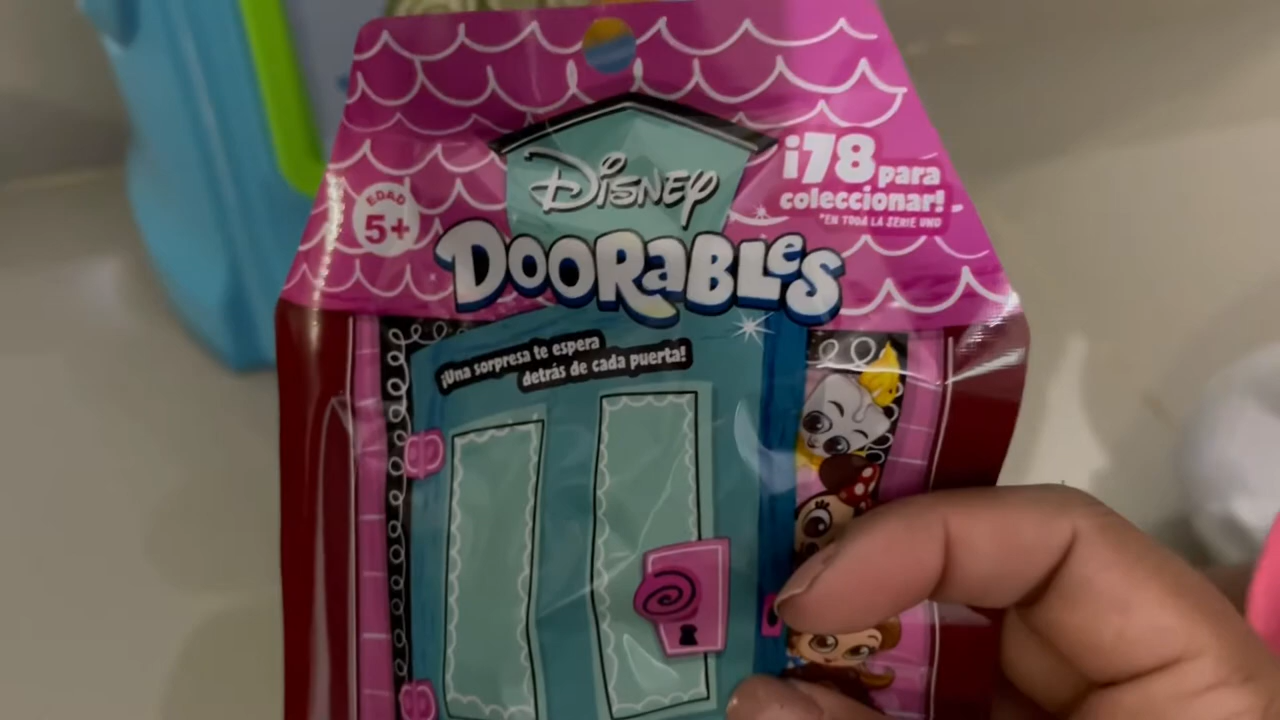 DISNEY
DOORABLES
EDAD
5+
¡78 para
coleccionar!
*EN TODA LA SERIE UNO
¡Una sorpresa te espera
detrás de cada puerta!